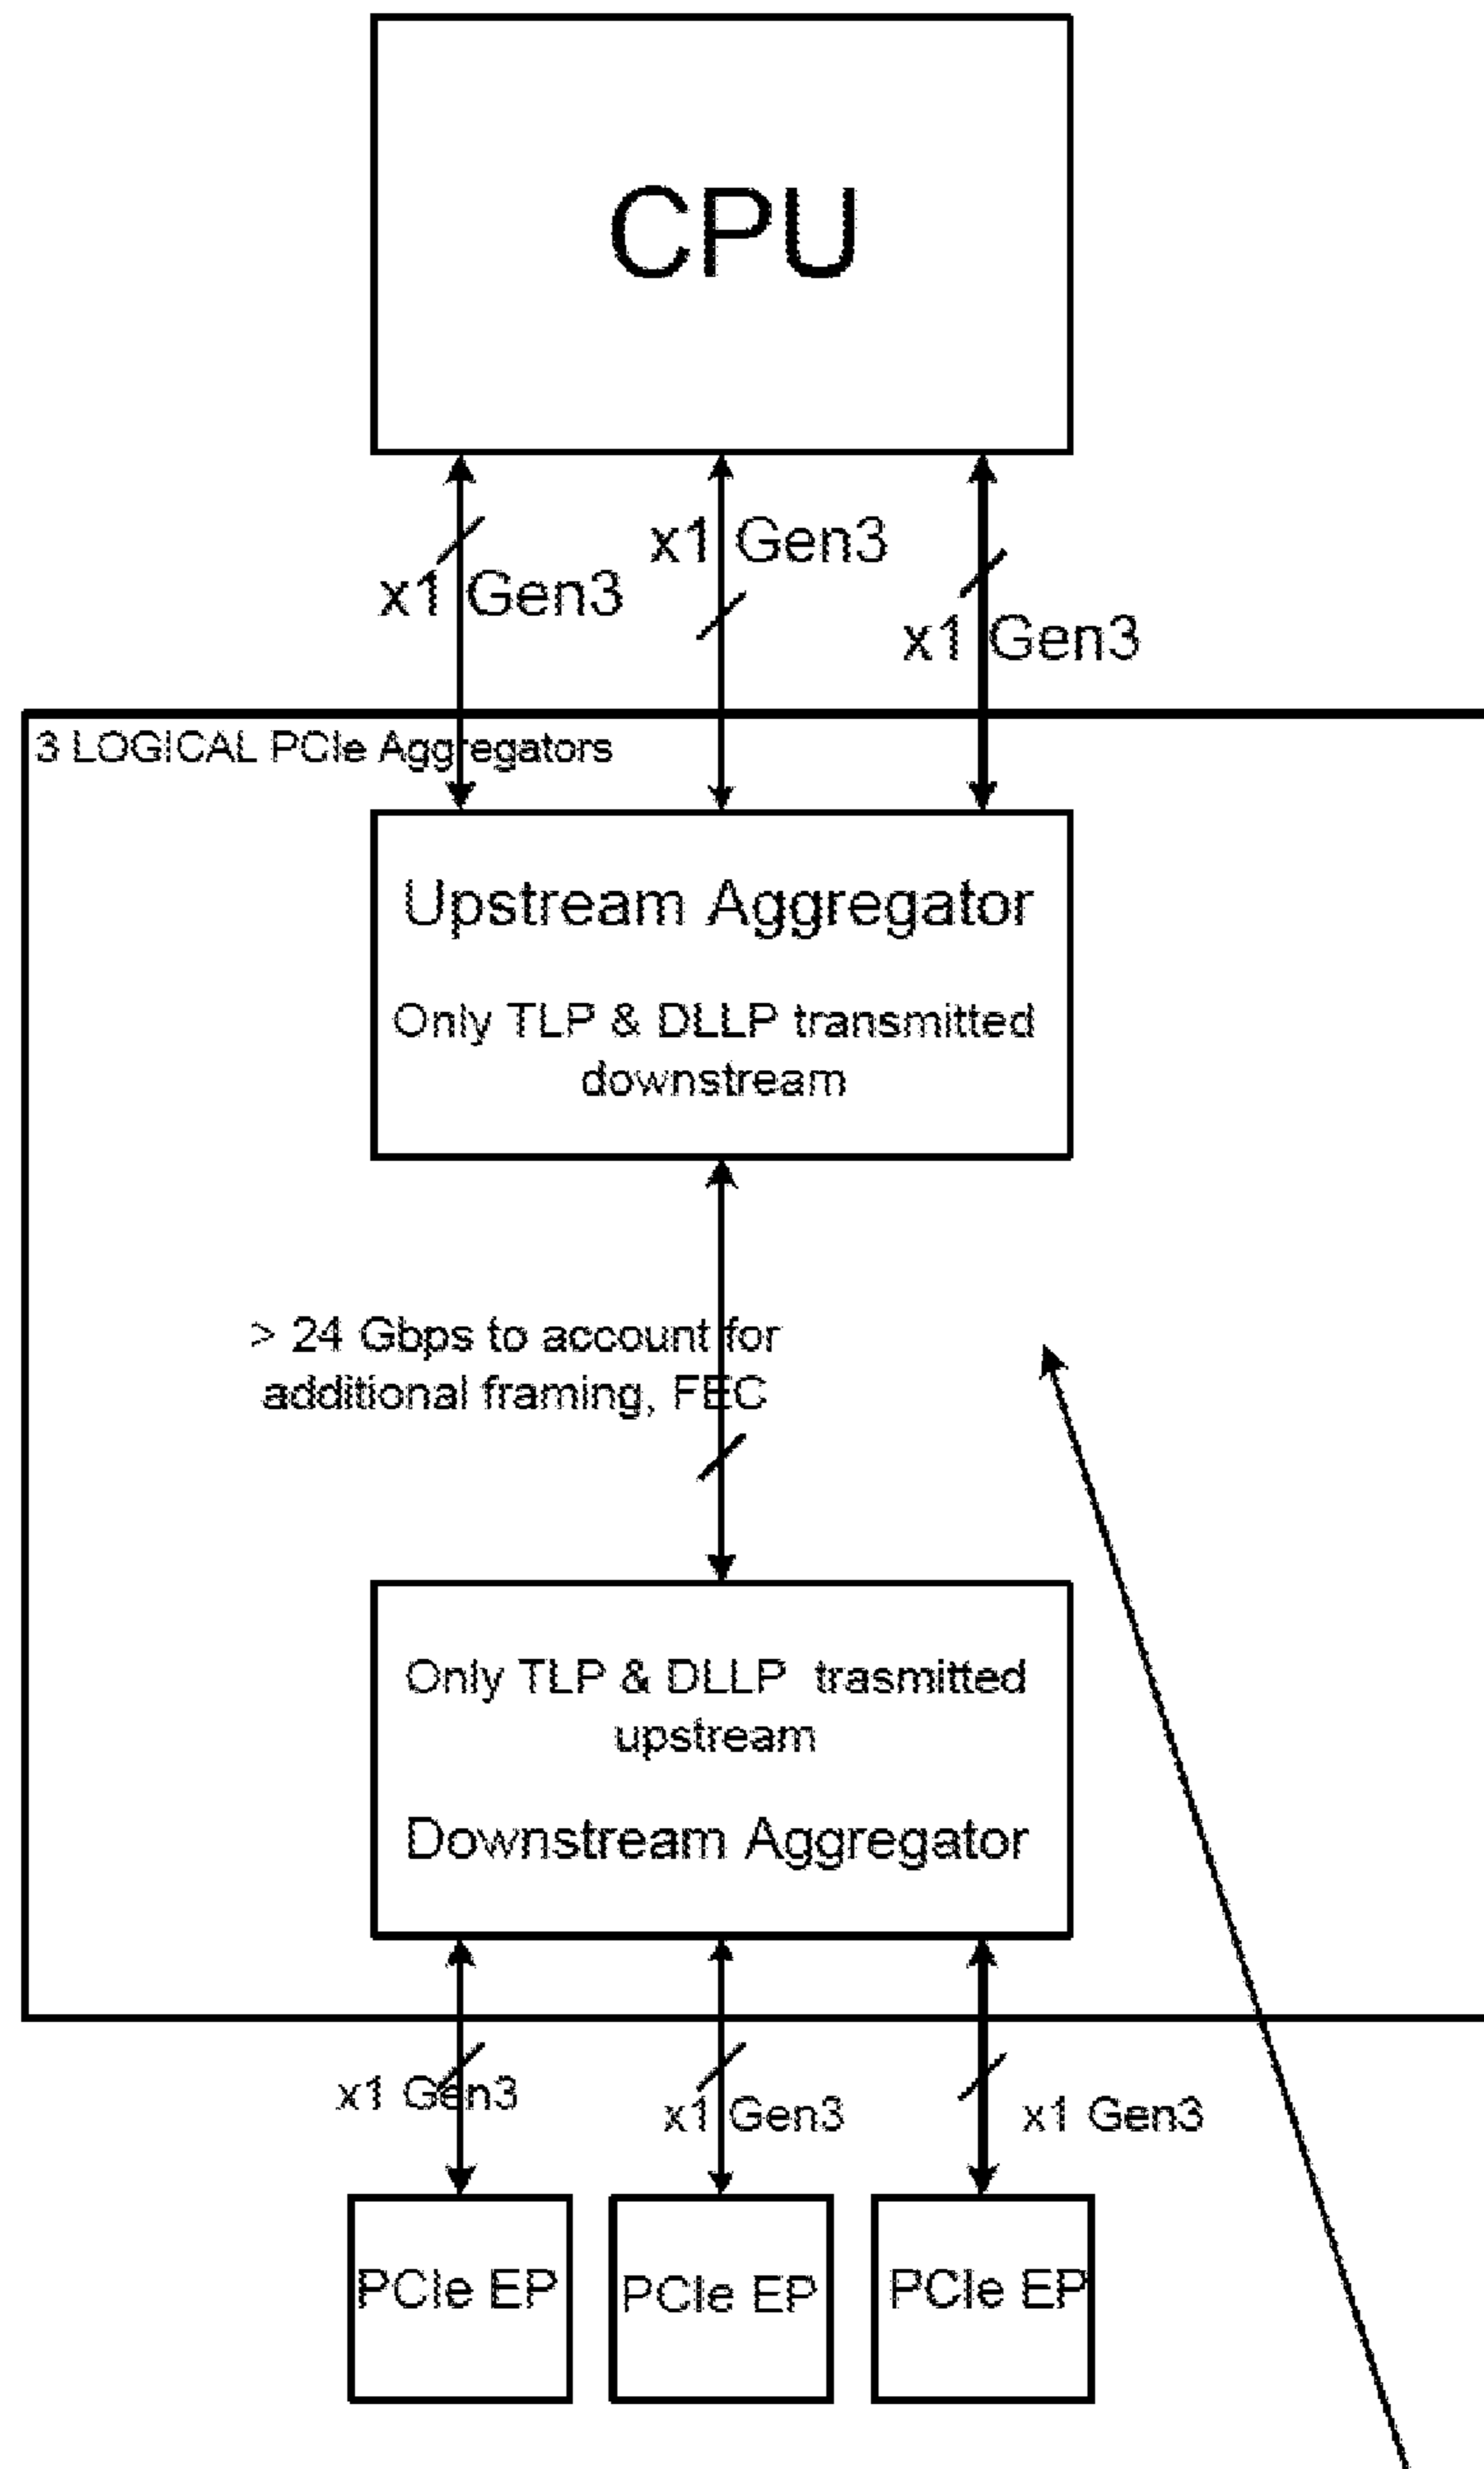 CPU
x1 Gen3
x1 Gen3
x1 Gen3
3 LOGICAL PCIe Aggregators
Upstream Aggregator
Only TLP & DLLP transmitted
downstream
> 24 Gbps to account for
additional framing, FEC
Only TLP & DLLP trasmitted
upstream
Downstream Aggregator
x1 Gen3
x1 Gen3
x1 Gen3
PCIe EP
PCIe EP
PCIe EP